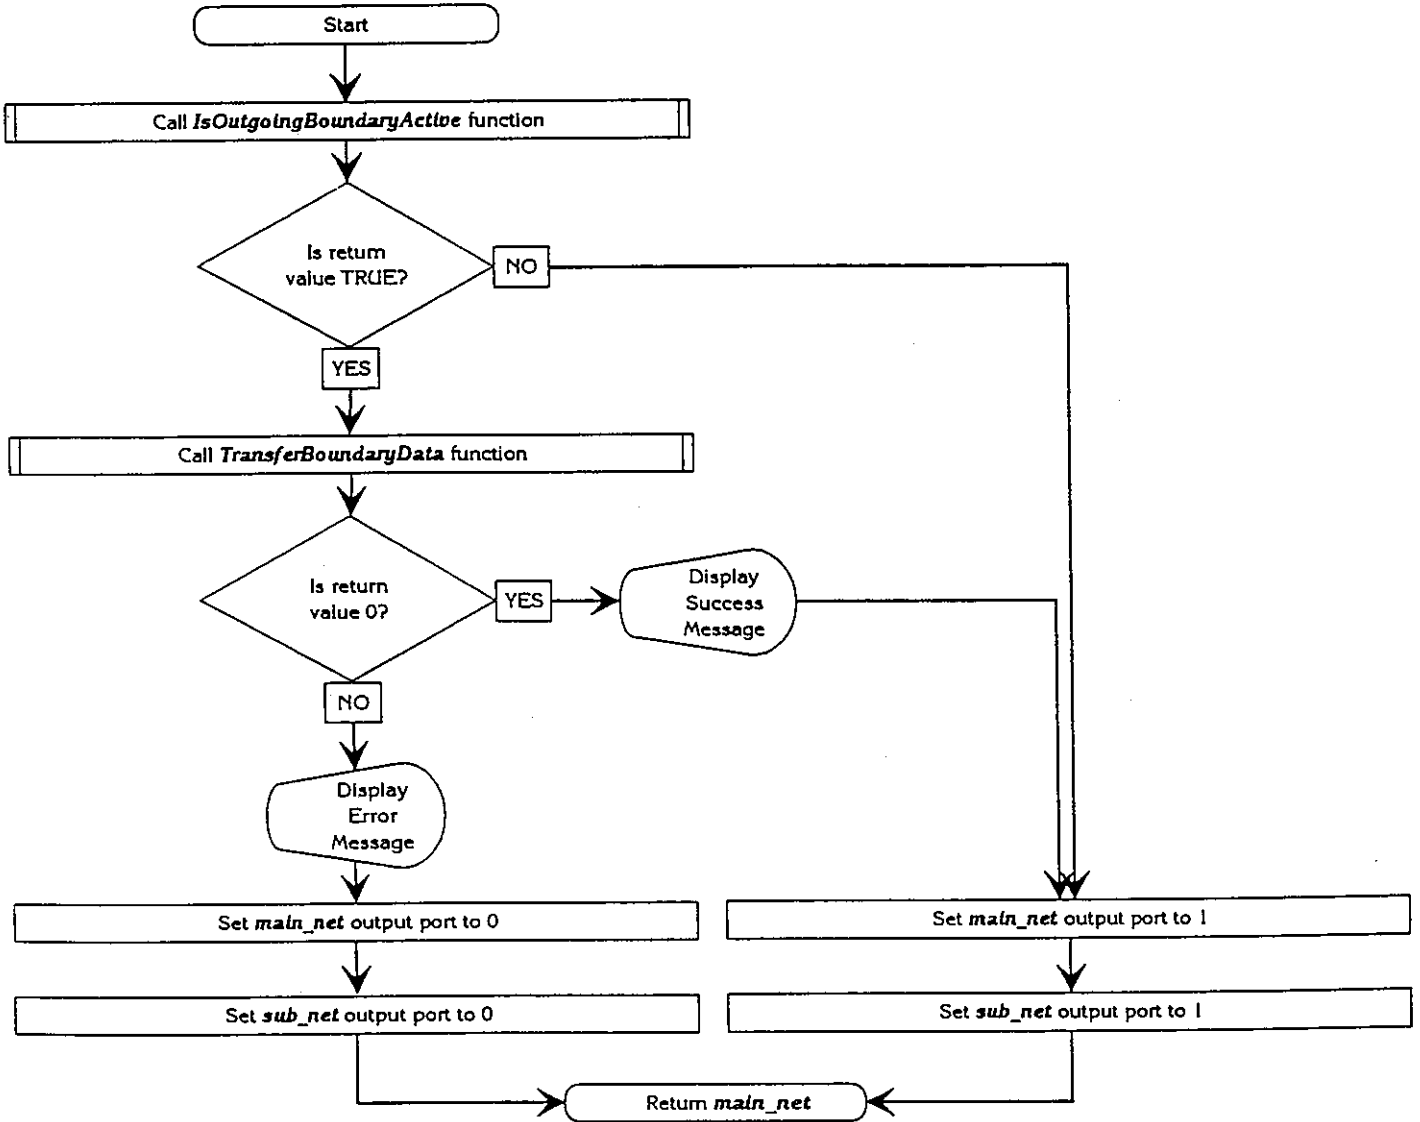 Start
Call IsOutgoingBoundaryActive function
Is return
value TRUE?
NO
YES
Call TransferBoundaryData function
Is return
value 0?
YES
Display
Success
Message
NO
Display
Error
Message
Set main_net output port to 0
Set main_net output port to 1
Set sub_net output port to 0
Set sub_net output port to 1
Return main_net